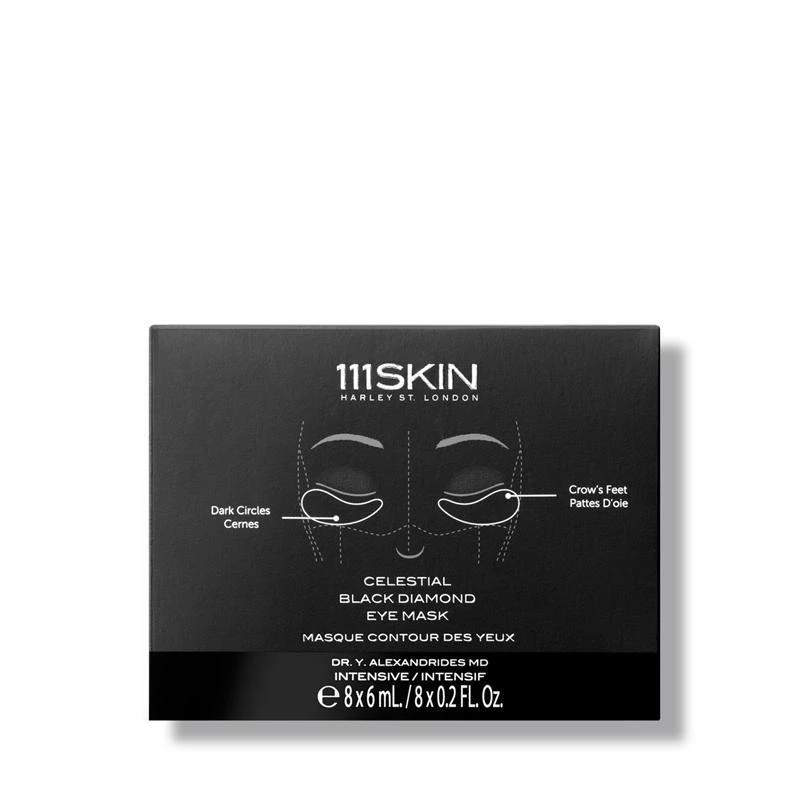 111SKIN
HARLEY ST. LONDON
Crow's Feet
Pattes D'oie
Dark Circles
Cernes
CELESTIAL
BLACK DIAMOND
EYE MASK
MASQUE CONTOUR DES YEUX
DR. Y. ALEXANDRIDES MD
INTENSIVE / INTENSIF
℮ 8 x 6 mL. / 8 x 0.2 FL. Oz.